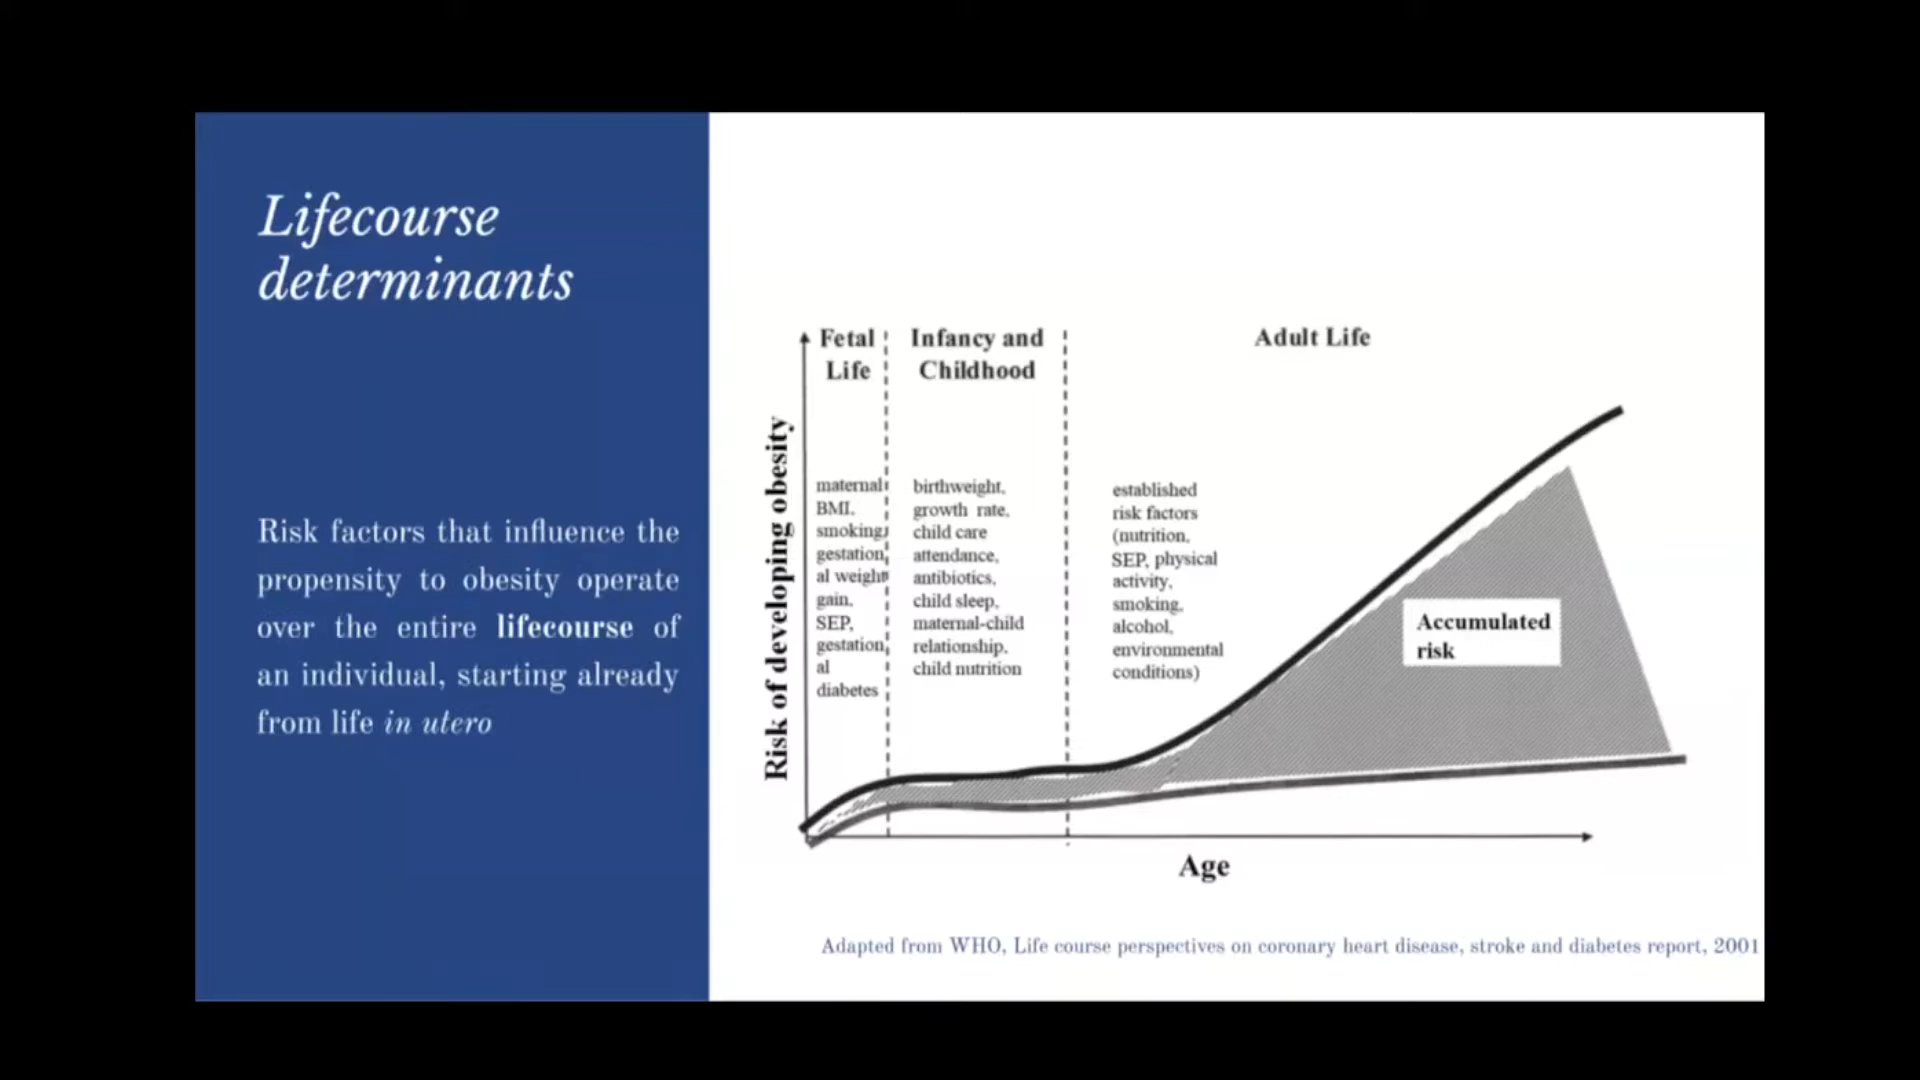 Lifecourse
determinants
Risk factors that influence the
propensity to obesity operate
over the entire lifecourse of
an individual, starting already
from life in utero
Fetal
Life
Infancy and
Childhood
Adult Life
Risk of developing obesity
maternal
BMI,
smoking,
gestation
al weight
gain,
SEP,
gestation
al
diabetes
birthweight,
growth rate,
child care
attendance,
antibiotics,
child sleep,
maternal-child
relationship,
child nutrition
established
risk factors
(nutrition,
SEP, physical
activity,
smoking,
alcohol,
environmental
conditions)
Accumulated
risk
Age
Adapted from WHO, Life course perspectives on coronary heart disease, stroke and diabetes report, 2001